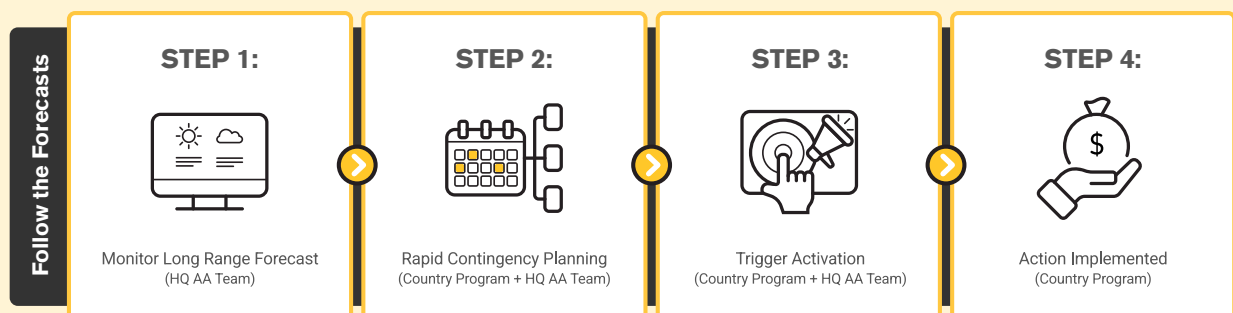 Follow the Forecasts
STEP 1:
Monitor Long Range Forecast
(HQ AA Team)
STEP 2:
Rapid Contingency Planning
(Country Program + HQ AA Team)
STEP 3:
Trigger Activation
(Country Program + HQ AA Team)
STEP 4:
$
Action Implemented
(Country Program)